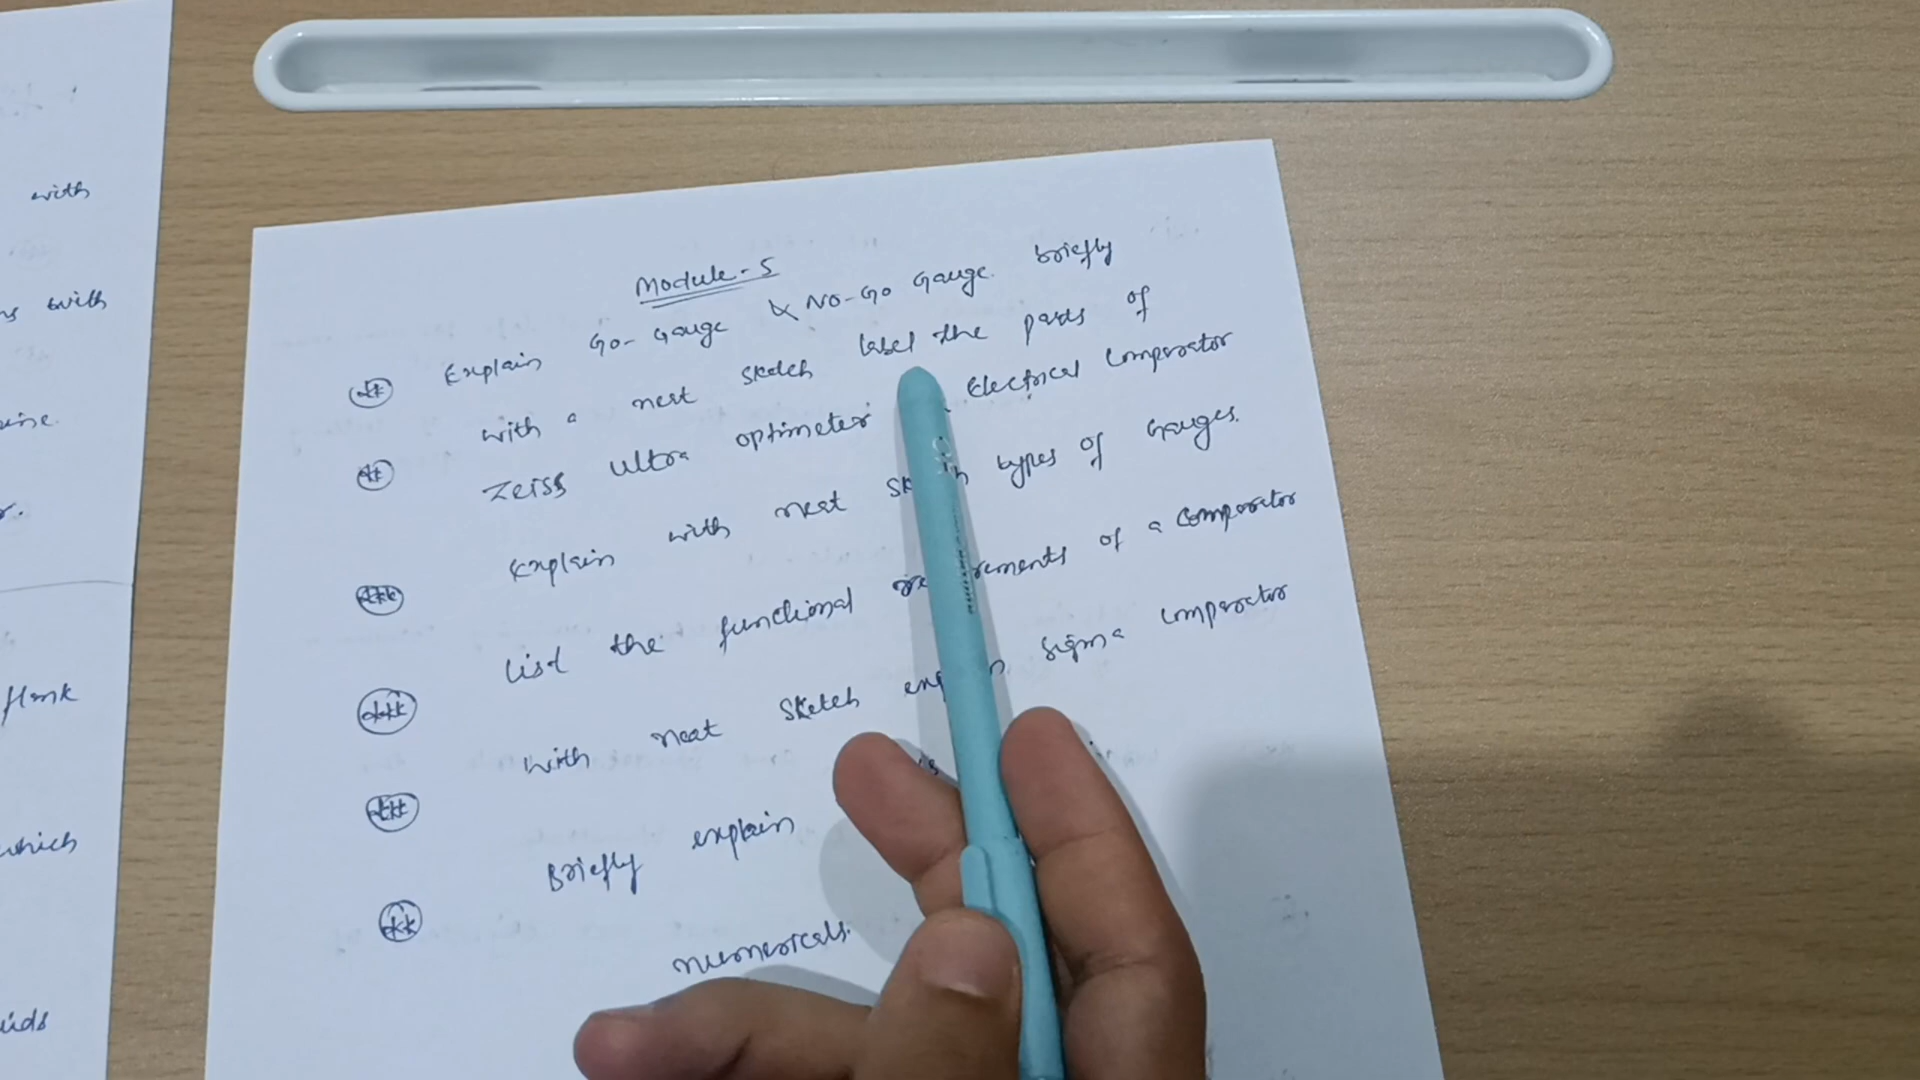 Module-5
Explain Go-Gauge & No-Go Gauge. briefly
with a neat sketch label the parts of
Zeiss Ultra optimeter Electrical comparator
Explain with neat types of Gauges.
List the functional of a comparator
with neat sketch sigma comparator
Briefly explain
numericals.
with
with
flank
which